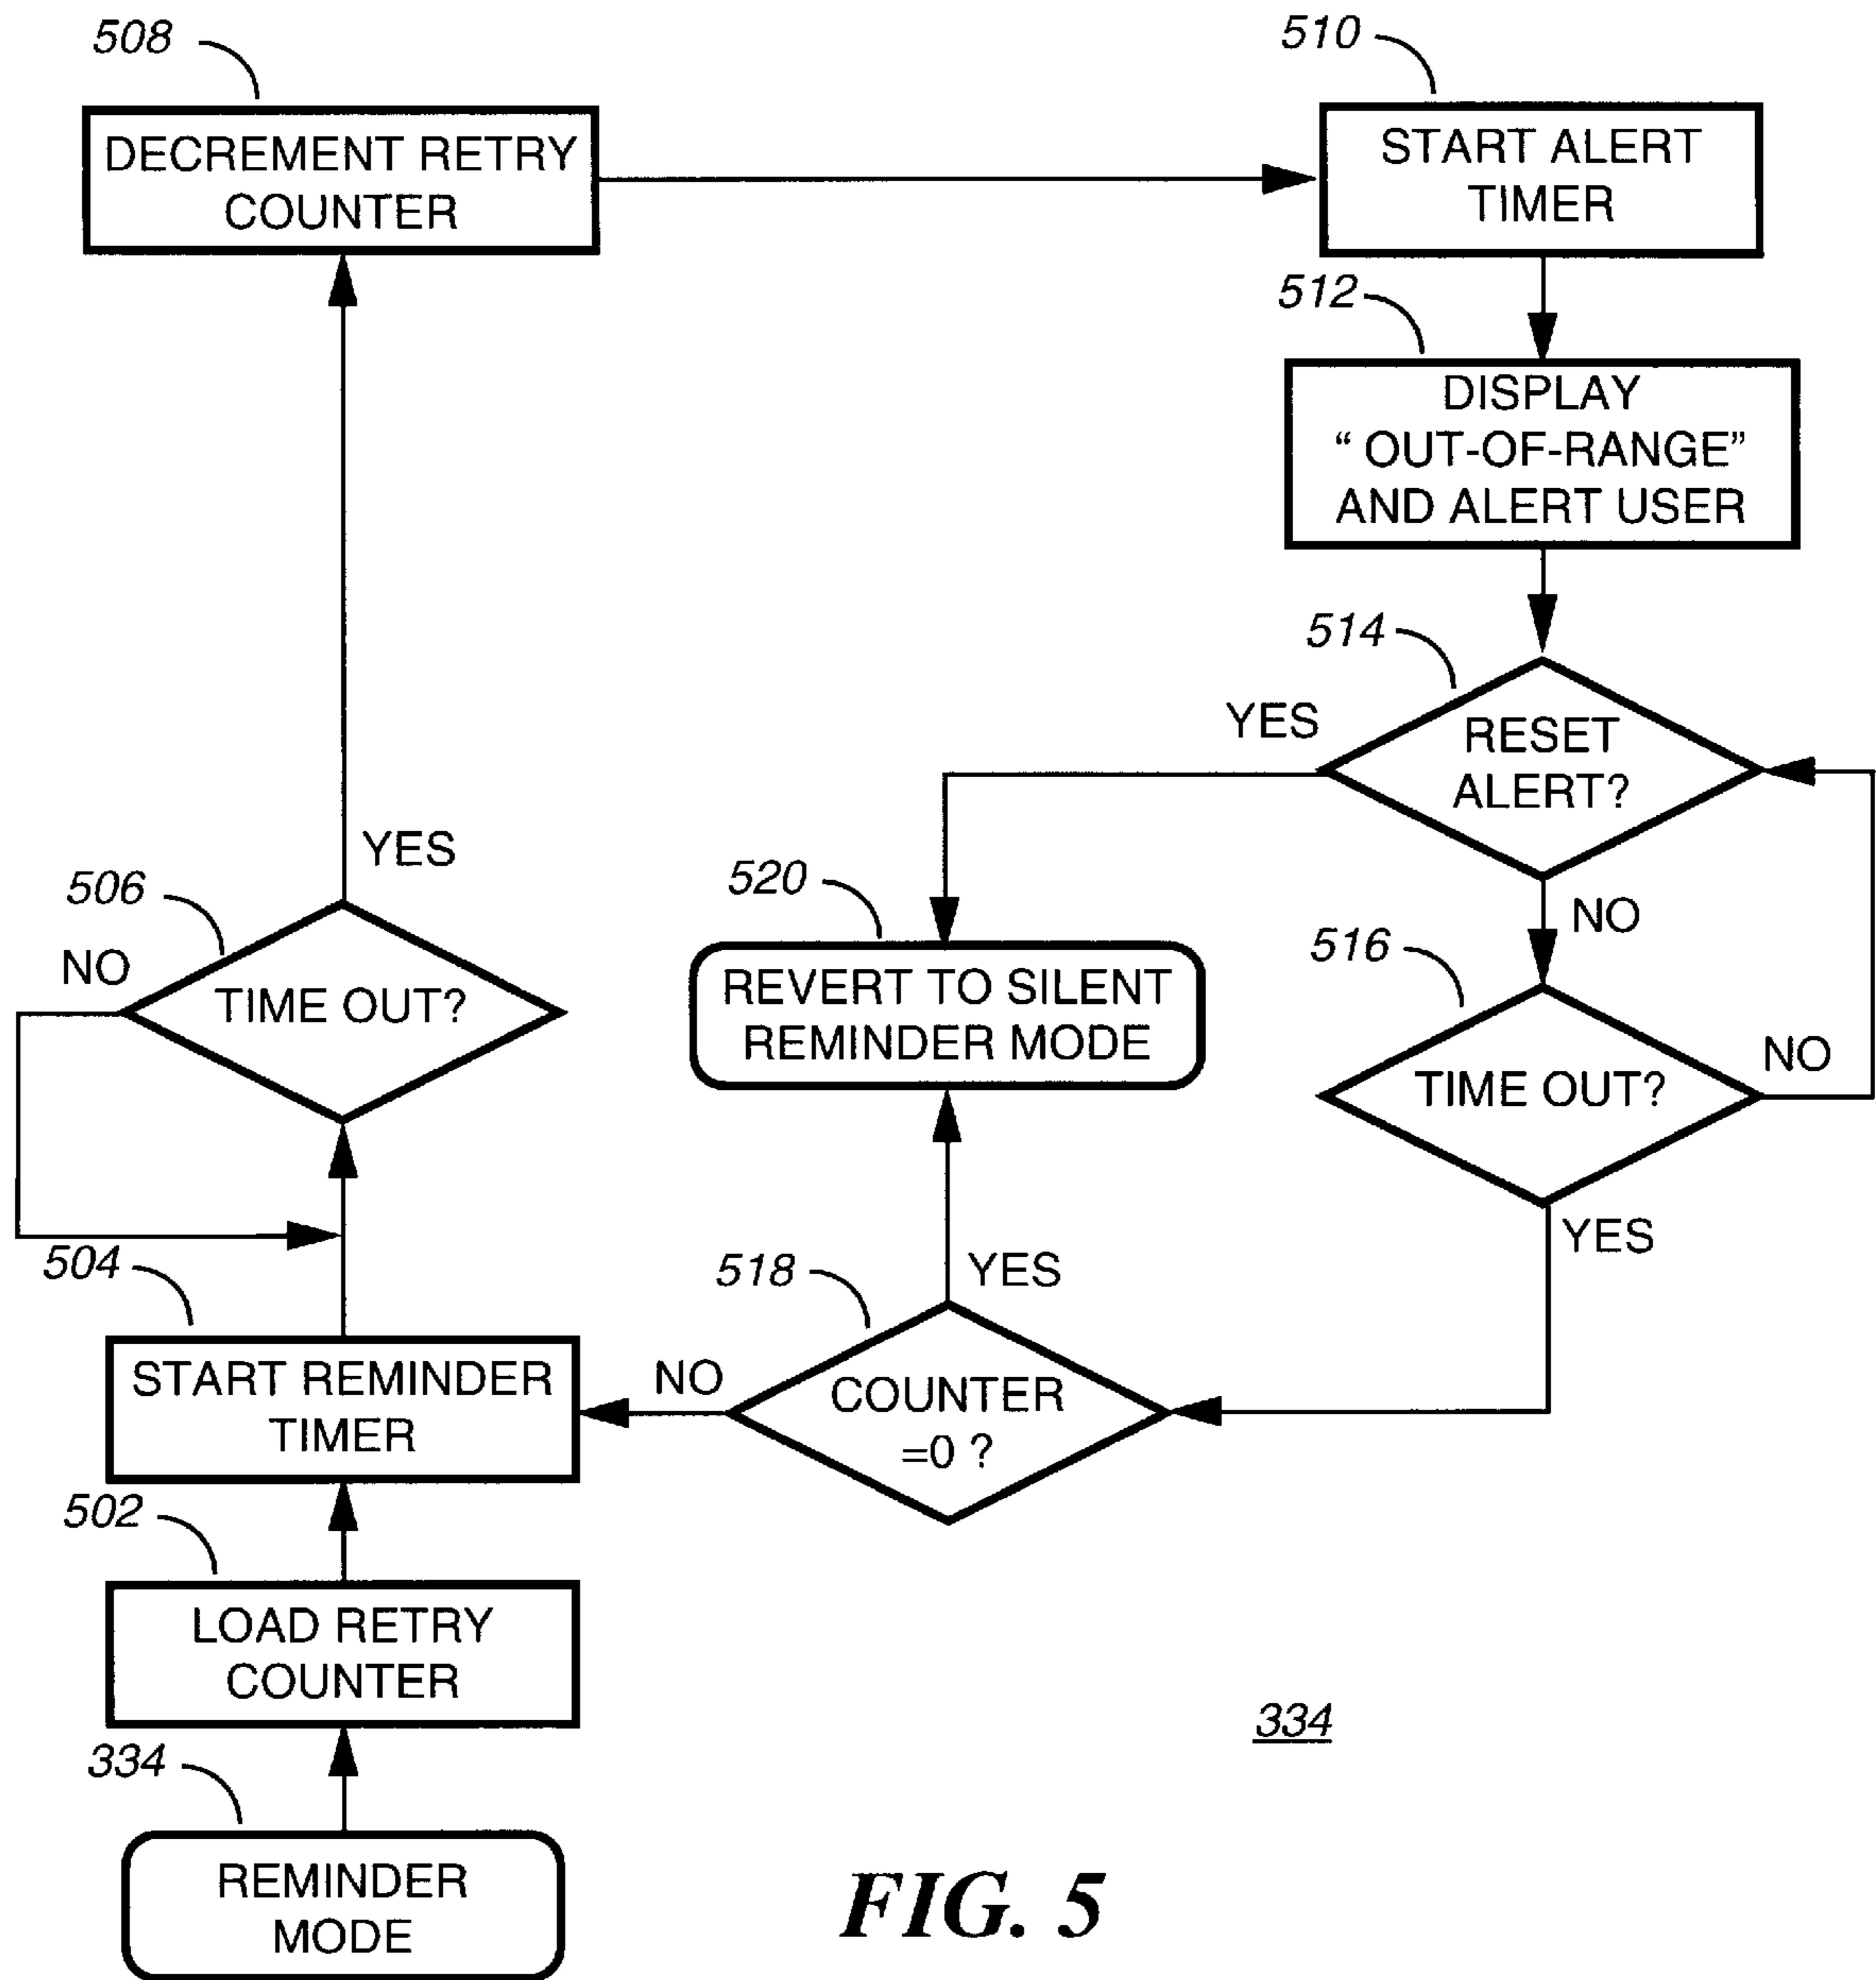 508
DECREMENT RETRY
COUNTER
510
START ALERT
TIMER
512
DISPLAY
“ OUT-OF-RANGE”
AND ALERT USER
514
RESET
ALERT?
YES
NO
516
TIME OUT?
NO
YES
520
REVERT TO SILENT
REMINDER MODE
518
COUNTER
=0 ?
YES
NO
506
TIME OUT?
YES
NO
504
START REMINDER
TIMER
502
LOAD RETRY
COUNTER
334
REMINDER
MODE
334
FIG. 5